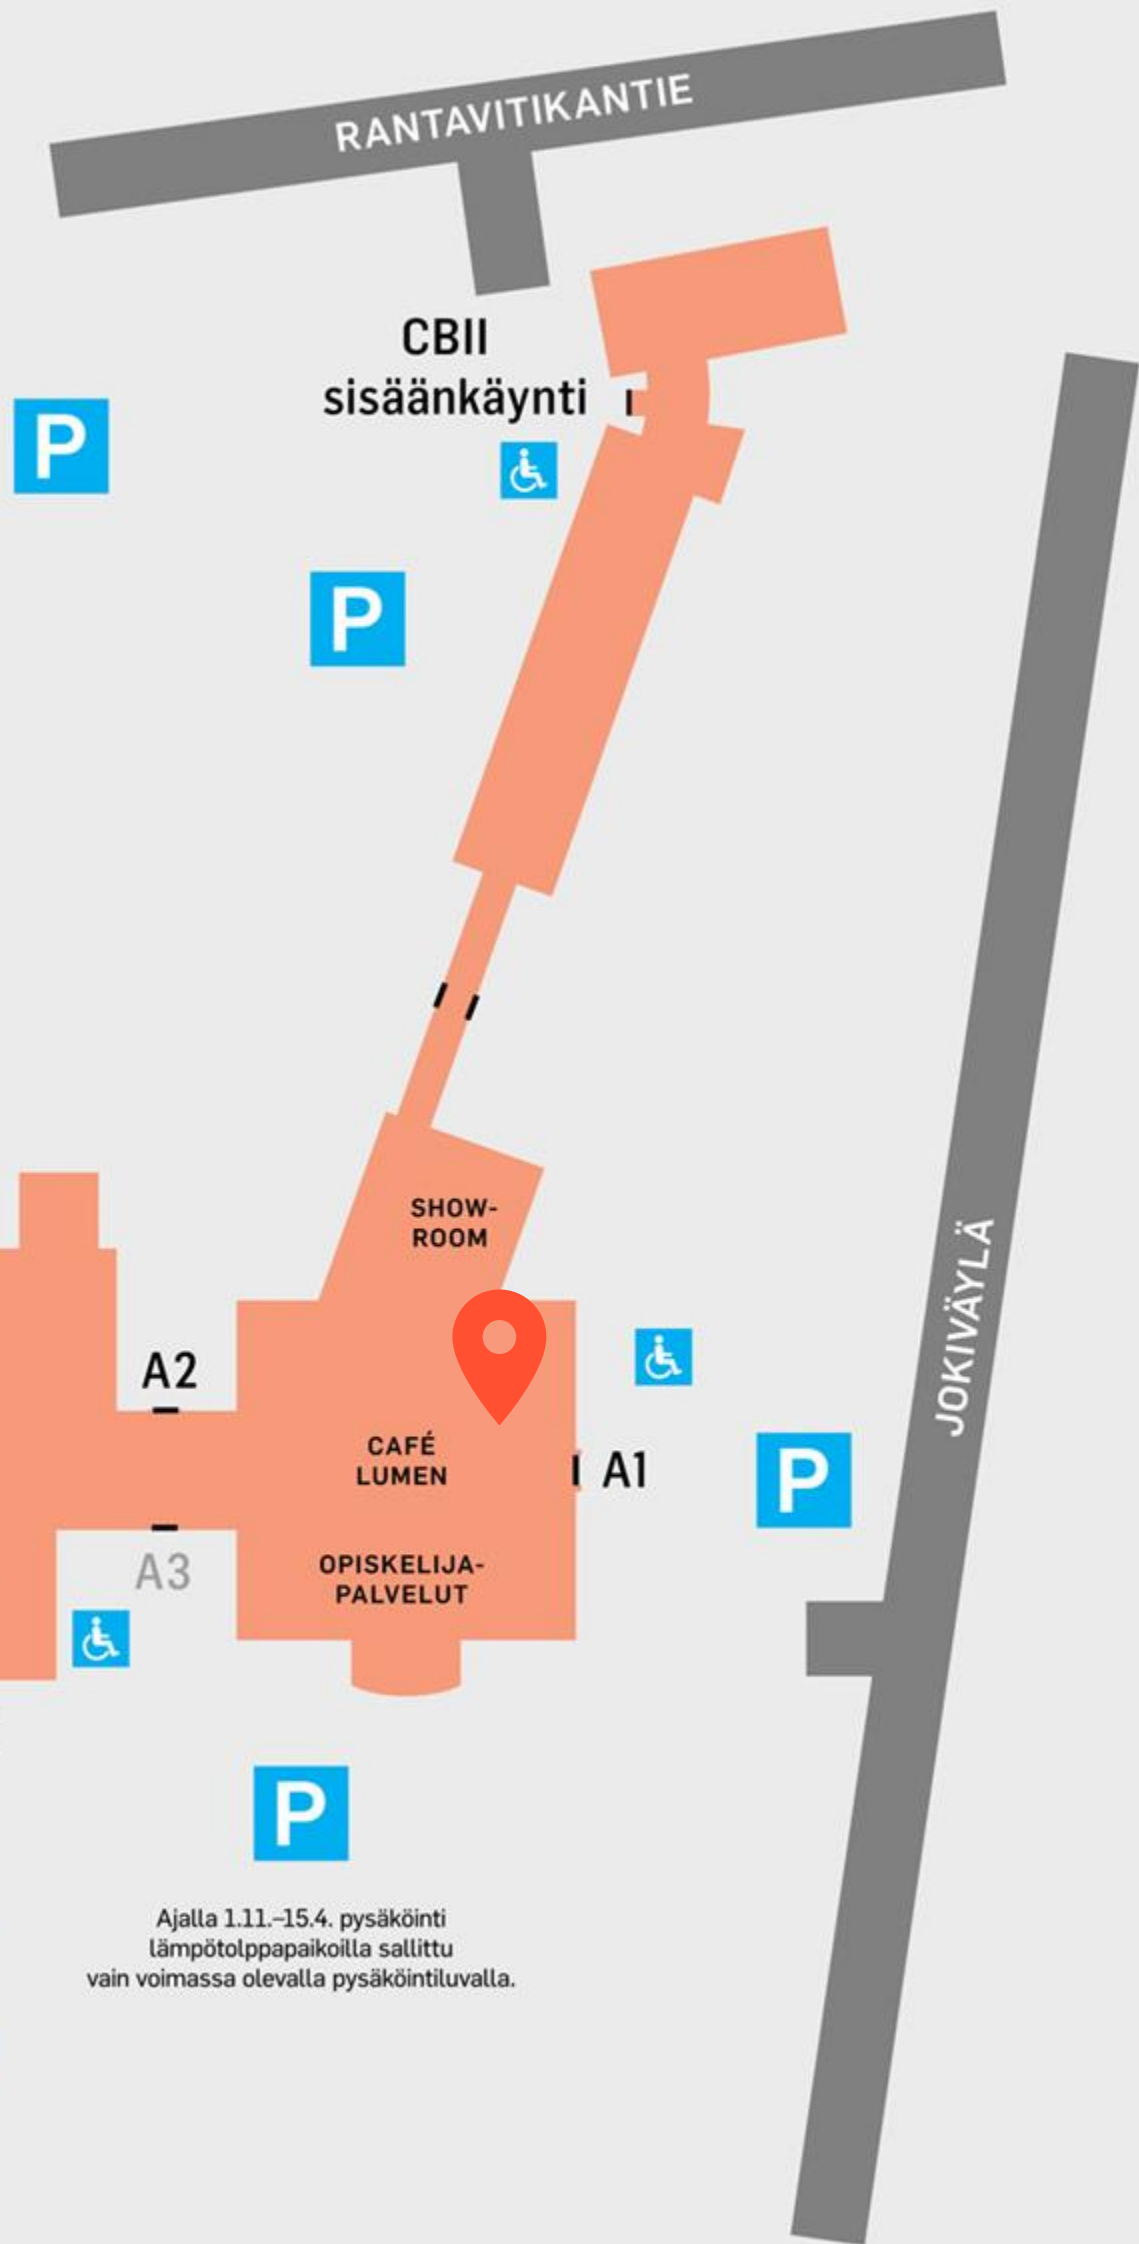 RANTAVITIKANTIE
CBII
sisäänkäynti
P
P
SHOW-
ROOM
JOKIVÄYLÄ
A2
CAFÉ
LUMEN
A1
P
A3
OPISKELIJA-
PALVELUT
P
Ajalla 1.11.–15.4. pysäköinti
lämpötolppapaikoilla sallittu
vain voimassa olevalla pysäköintiluvalla.